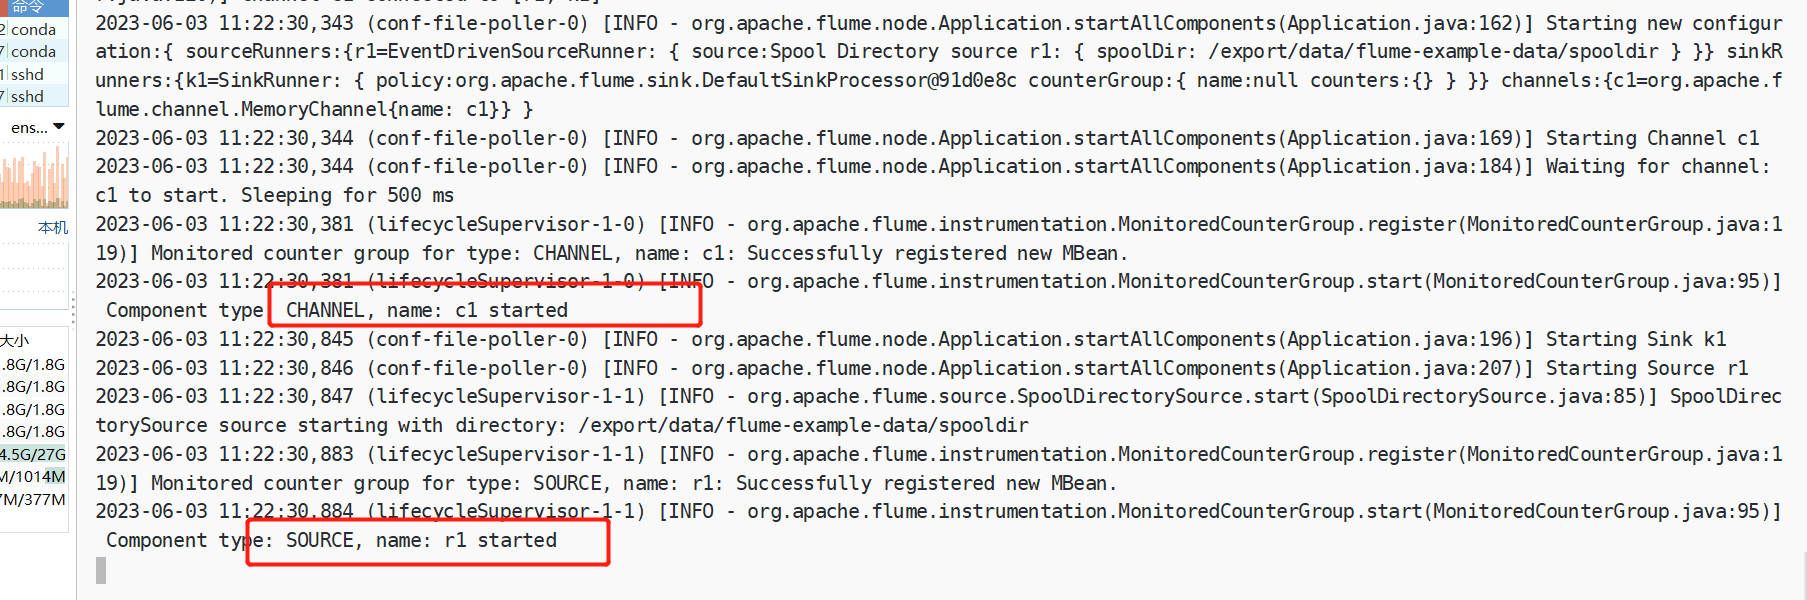 命令
conda
conda
sshd
sshd
ens...
本机
大小
.8G/1.8G
.8G/1.8G
.8G/1.8G
.8G/1.8G
4.5G/27G
M/1014M
7M/377M
2023-06-03 11:22:30,343 (conf-file-poller-0) [INFO - org.apache.flume.node.Application.startAllComponents(Application.java:162)] Starting new configur
ation:{ sourceRunners:{r1=EventDrivenSourceRunner: { source:Spool Directory source r1: { spoolDir: /export/data/flume-example-data/spooldir } }} sinkR
unners:{k1=SinkRunner: { policy:org.apache.flume.sink.DefaultSinkProcessor@91d0e8c counterGroup:{ name:null counters:{} } }} channels:{c1=org.apache.f
lume.channel.MemoryChannel{name: c1}} }
2023-06-03 11:22:30,344 (conf-file-poller-0) [INFO - org.apache.flume.node.Application.startAllComponents(Application.java:169)] Starting Channel c1
2023-06-03 11:22:30,344 (conf-file-poller-0) [INFO - org.apache.flume.node.Application.startAllComponents(Application.java:184)] Waiting for channel:
c1 to start. Sleeping for 500 ms
2023-06-03 11:22:30,381 (lifecycleSupervisor-1-0) [INFO - org.apache.flume.instrumentation.MonitoredCounterGroup.register(MonitoredCounterGroup.java:1
19)] Monitored counter group for type: CHANNEL, name: c1: Successfully registered new MBean.
2023-06-03 11:22:30,381 (lifecycleSupervisor-1-0) [INFO - org.apache.flume.instrumentation.MonitoredCounterGroup.start(MonitoredCounterGroup.java:95)]
Component type: CHANNEL, name: c1 started
2023-06-03 11:22:30,845 (conf-file-poller-0) [INFO - org.apache.flume.node.Application.startAllComponents(Application.java:196)] Starting Sink k1
2023-06-03 11:22:30,846 (conf-file-poller-0) [INFO - org.apache.flume.node.Application.startAllComponents(Application.java:207)] Starting Source r1
2023-06-03 11:22:30,847 (lifecycleSupervisor-1-1) [INFO - org.apache.flume.source.SpoolDirectorySource.start(SpoolDirectorySource.java:85)] SpoolDirec
torySource source starting with directory: /export/data/flume-example-data/spooldir
2023-06-03 11:22:30,883 (lifecycleSupervisor-1-1) [INFO - org.apache.flume.instrumentation.MonitoredCounterGroup.register(MonitoredCounterGroup.java:1
19)] Monitored counter group for type: SOURCE, name: r1: Successfully registered new MBean.
2023-06-03 11:22:30,884 (lifecycleSupervisor-1-1) [INFO - org.apache.flume.instrumentation.MonitoredCounterGroup.start(MonitoredCounterGroup.java:95)]
Component type: SOURCE, name: r1 started